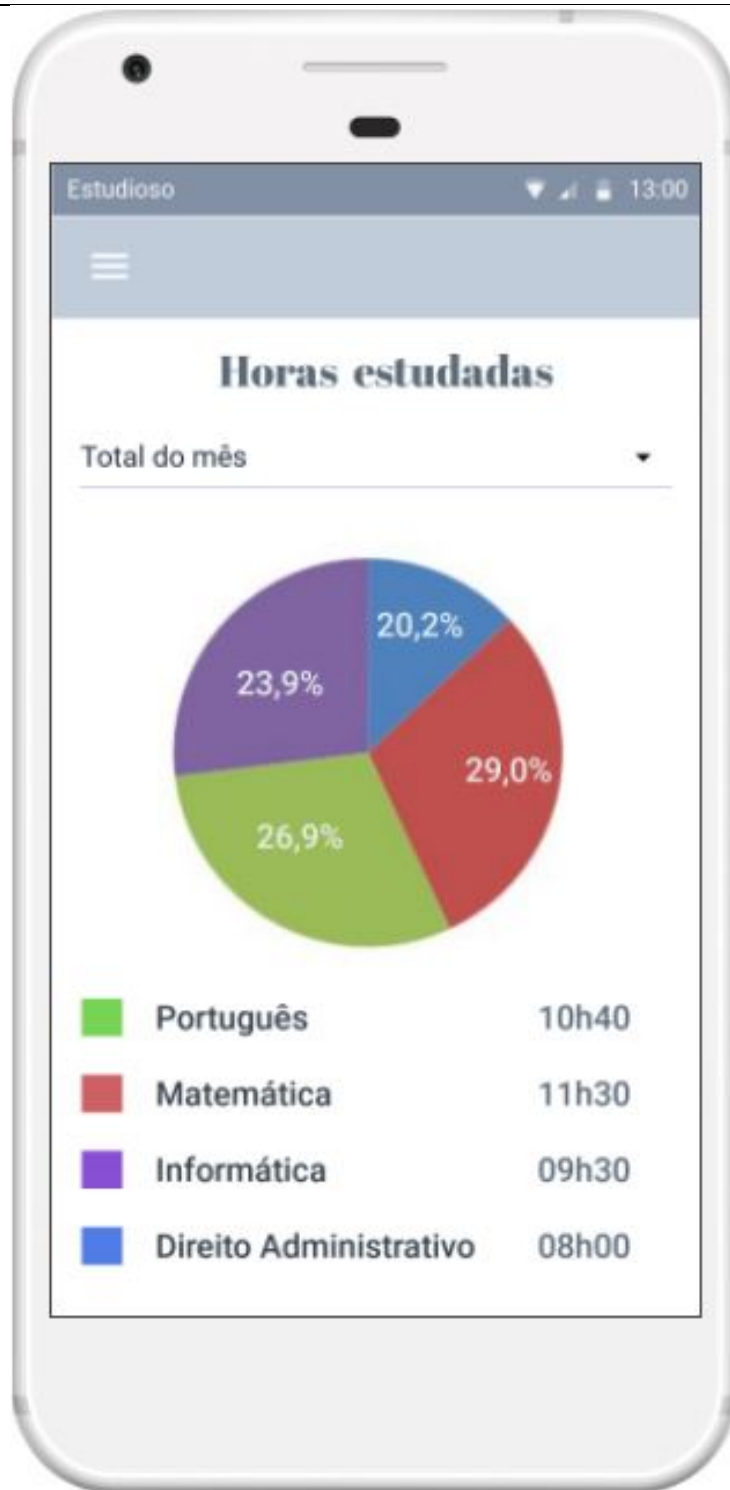 Estudioso 13:00
Horas estudadas
Total do mês
20,2%
23,9%
29,0%
26,9%
Português 10h40
Matemática 11h30
Informática 09h30
Direito Administrativo 08h00